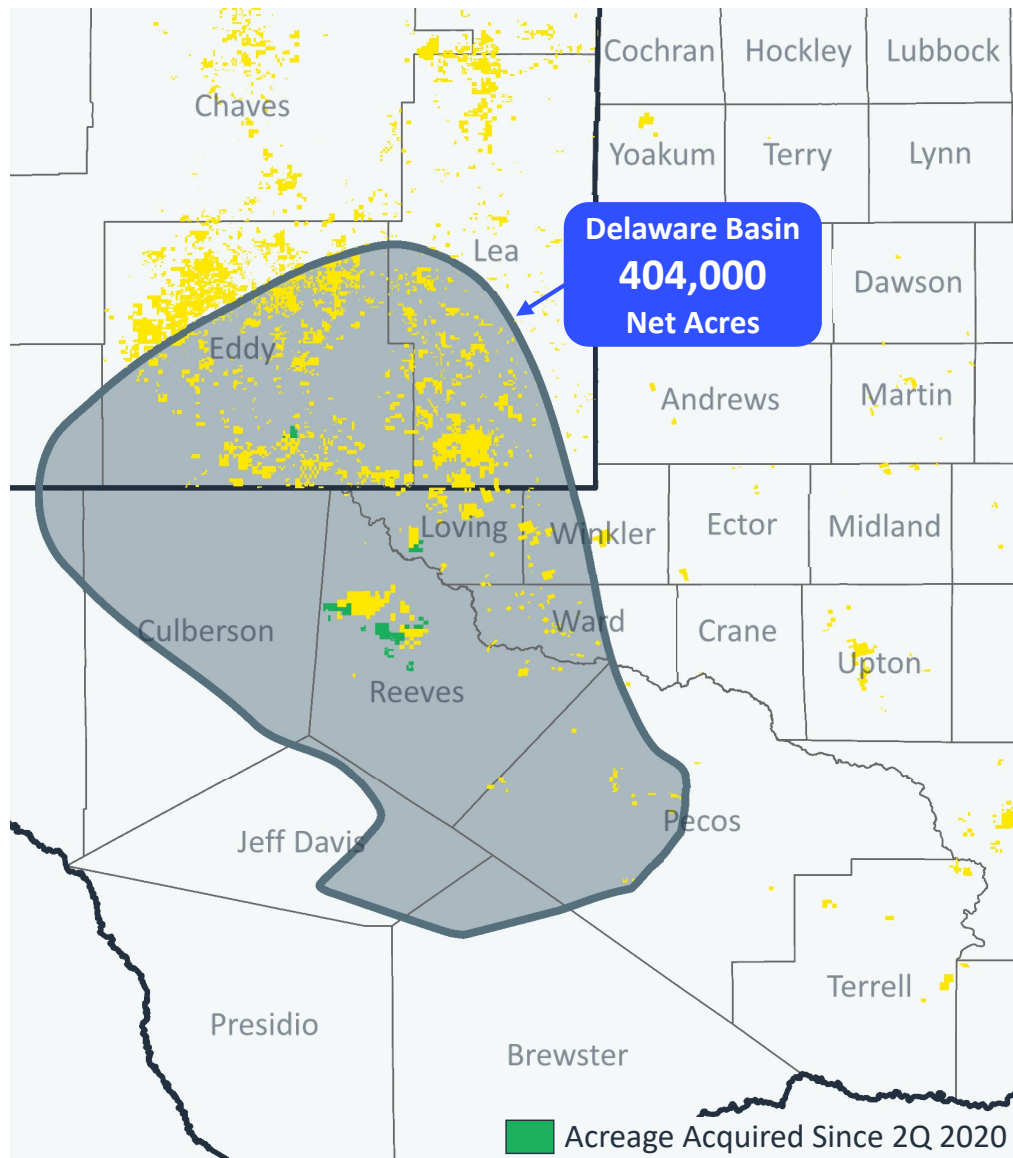 Cochran
Hockley
Lubbock
Chaves
Yoakum
Terry
Lynn
Delaware Basin
404,000
Net Acres
Lea
Dawson
Eddy
Andrews
Martin
Loving
Winkler
Ector
Midland
Culberson
Ward
Crane
Upton
Reeves
Pecos
Jeff Davis
Terrell
Presidio
Brewster
Acreage Acquired Since 2Q 2020